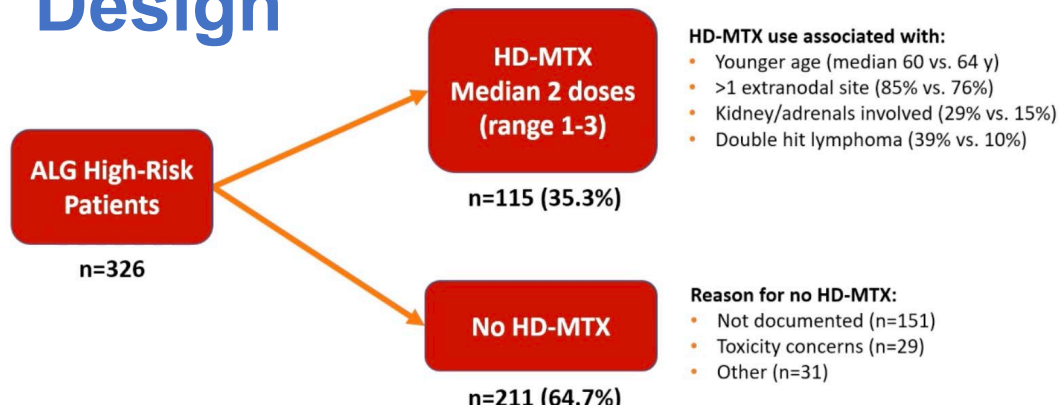 Design
ALG High-Risk
Patients
n=326
HD-MTX
Median 2 doses
(range 1-3)
n=115 (35.3%)
HD-MTX use associated with:
• Younger age (median 60 vs. 64 y)
• >1 extranodal site (85% vs. 76%)
• Kidney/adrenals involved (29% vs. 15%)
• Double hit lymphoma (39% vs. 10%)
No HD-MTX
n=211 (64.7%)
Reason for no HD-MTX:
• Not documented (n=151)
• Toxicity concerns (n=29)
• Other (n=31)